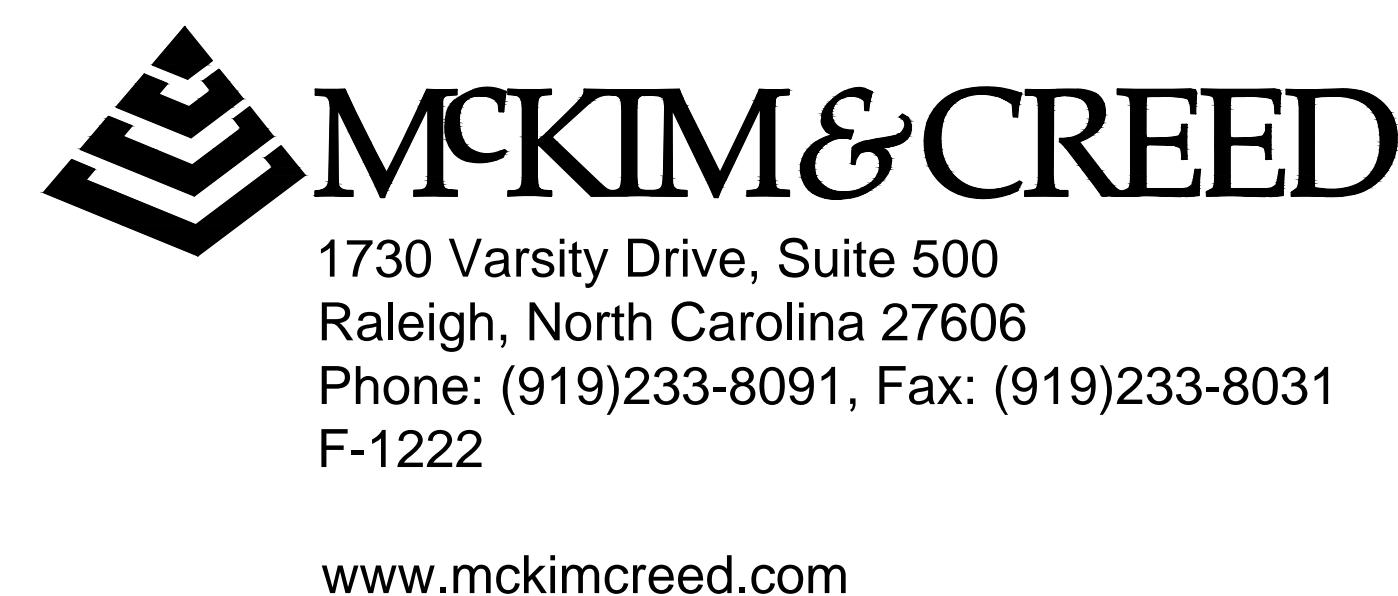 McKIM & CREED
1730 Varsity Drive, Suite 500
Raleigh, North Carolina 27606
Phone: (919)233-8091, Fax: (919)233-8031
F-1222
www.mckimcreed.com